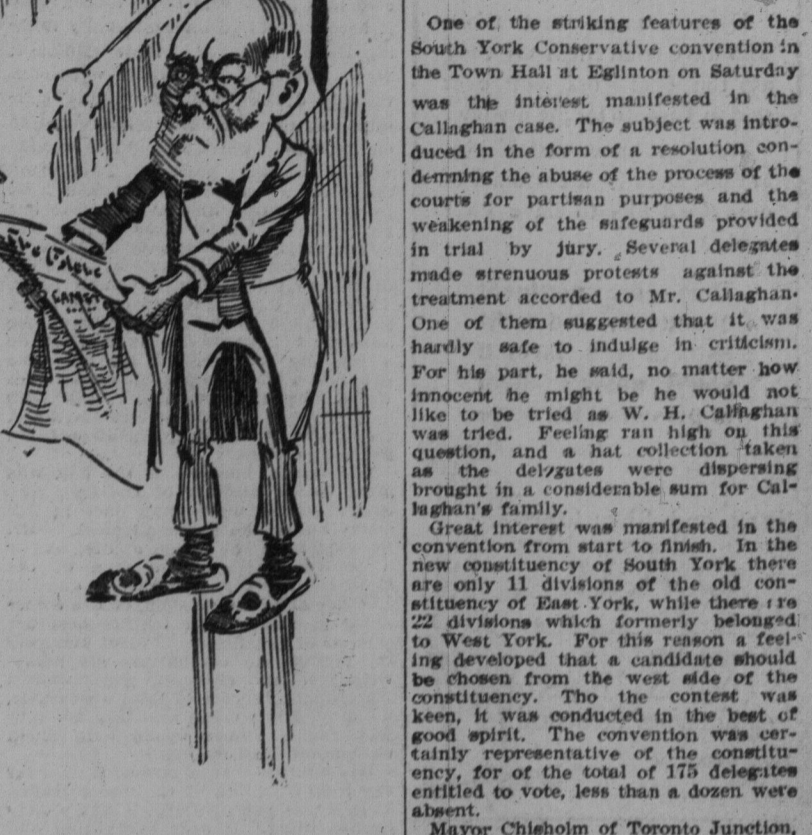 One of the striking features of the
South York Conservative convention in
the Town Hall at Eglinton on Saturday
was the interest manifested in the
Callaghan case. The subject was intro-
duced in the form of a resolution con-
demning the abuse of the process of the
courts for partisan purposes and the
weakening of the safeguards provided
in trial by jury. Several delegates
made strenuous protests against the
treatment accorded to Mr. Callaghan.
One of them suggested that it was
hardly safe to indulge in criticism.
For his part, he said, no matter how
innocent he might be he would not
like to be tried as W. H. Callaghan
was tried. Feeling ran high on this
question, and a hat collection taken
as the delegates were dispersing
brought in a considerable sum for Cal-
laghan's family.
Great interest was manifested in the
convention from start to finish. In the
new constituency of South York there
are only 11 divisions of the old con-
stituency of East York, while there are
22 divisions which formerly belonged
to West York. For this reason a feel-
ing developed that a candidate should
be chosen from the west side of the
constituency. Tho the contest was
keen, it was conducted in the best of
good spirit. The convention was cer-
tainly representative of the constitu-
ency, for of the total of 175 delegates
entitled to vote, less than a dozen were
absent.
Mayor Chisholm of Toronto Junction,